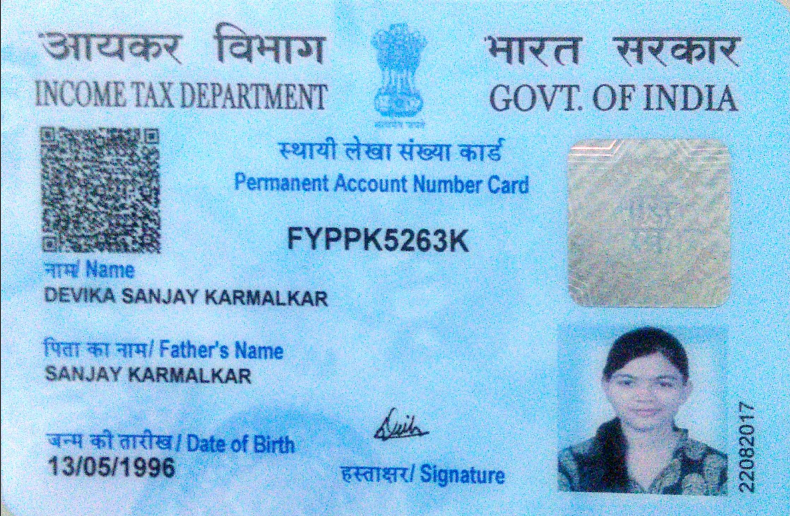 आयकर विभाग
INCOME TAX DEPARTMENT
भारत सरकार
GOVT. OF INDIA
सत्यमेव जयते
स्थायी लेखा संख्या कार्ड
Permanent Account Number Card
FYPPK5263K
नाम/ Name
DEVIKA SANJAY KARMALKAR
पिता का नाम/ Father's Name
SANJAY KARMALKAR
जन्म की तारीख / Date of Birth
13/05/1996
हस्ताक्षर/ Signature
22082017